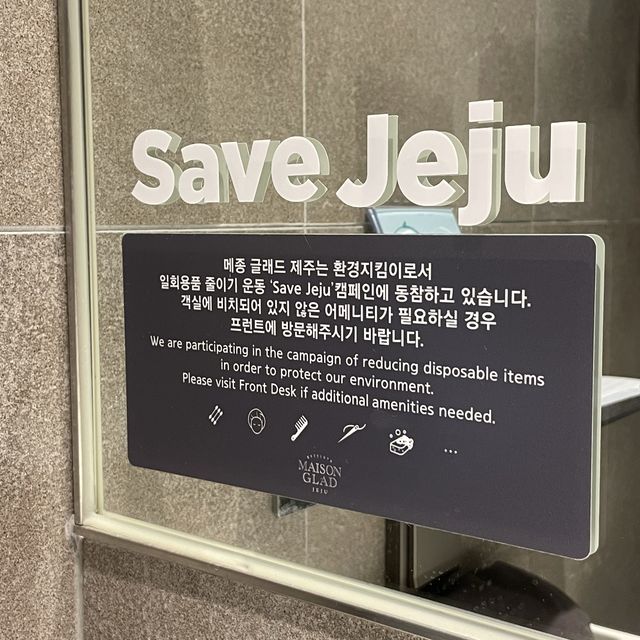 Save Jeju
메종 글래드 제주는 환경지킴이로서
일회용품 줄이기 운동 ‘Save Jeju’캠페인에 동참하고 있습니다.
객실에 비치되어 있지 않은 어메니티가 필요하실 경우
프런트에 방문해주시기 바랍니다.
We are participating in the campaign of reducing disposable items
in order to protect our environment.
Please visit Front Desk if additional amenities needed.
...
MAISON
GLAD
JEJU